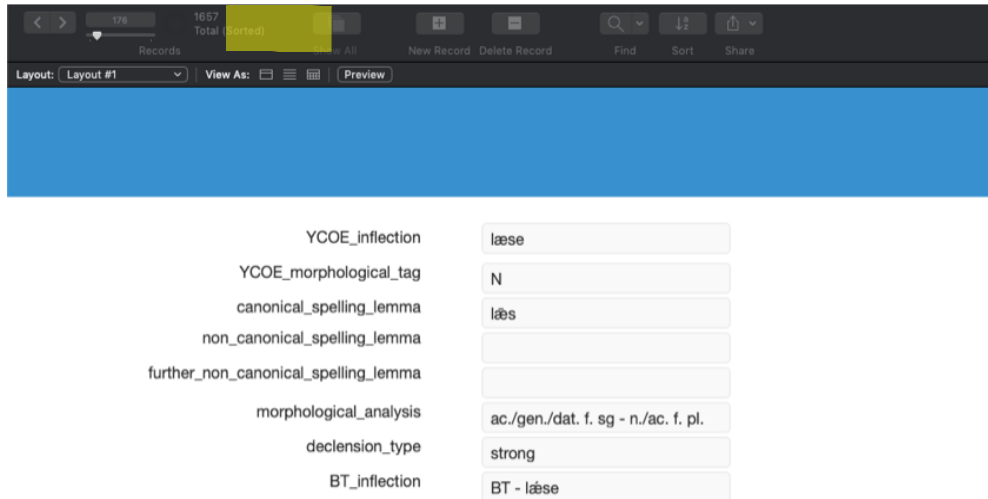 176
1657
Total (Sorted)
Records
Show All
New Record
Delete Record
Find
Sort
Share
Layout: Layout #1
View As:
Preview
YCOE_inflection
læse
YCOE_morphological_tag
N
canonical_spelling_lemma
lǣs
non_canonical_spelling_lemma
further_non_canonical_spelling_lemma
morphological_analysis
ac./gen./dat. f. sg - n./ac. f. pl.
declension_type
strong
BT_inflection
BT - lǽse